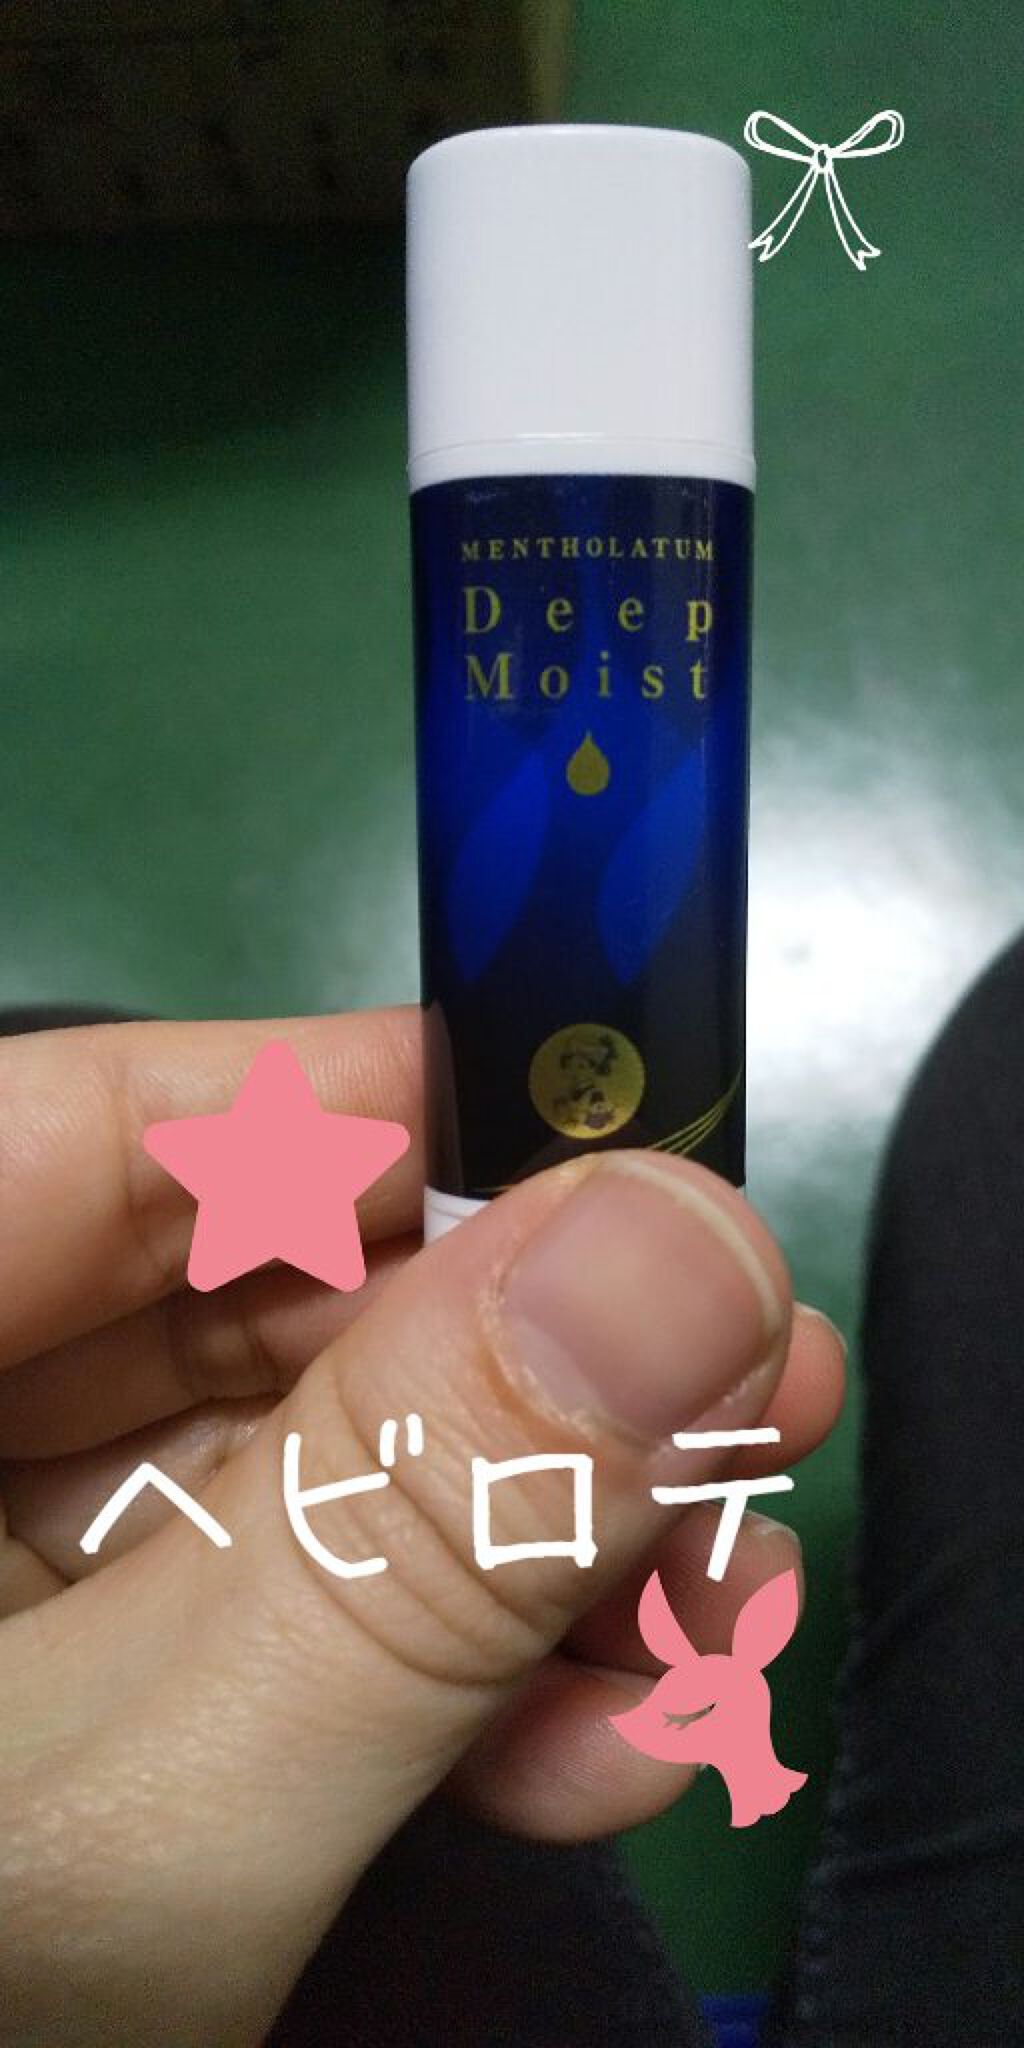 MENTHOLATUM
Deep
Moist
ヘビロテ